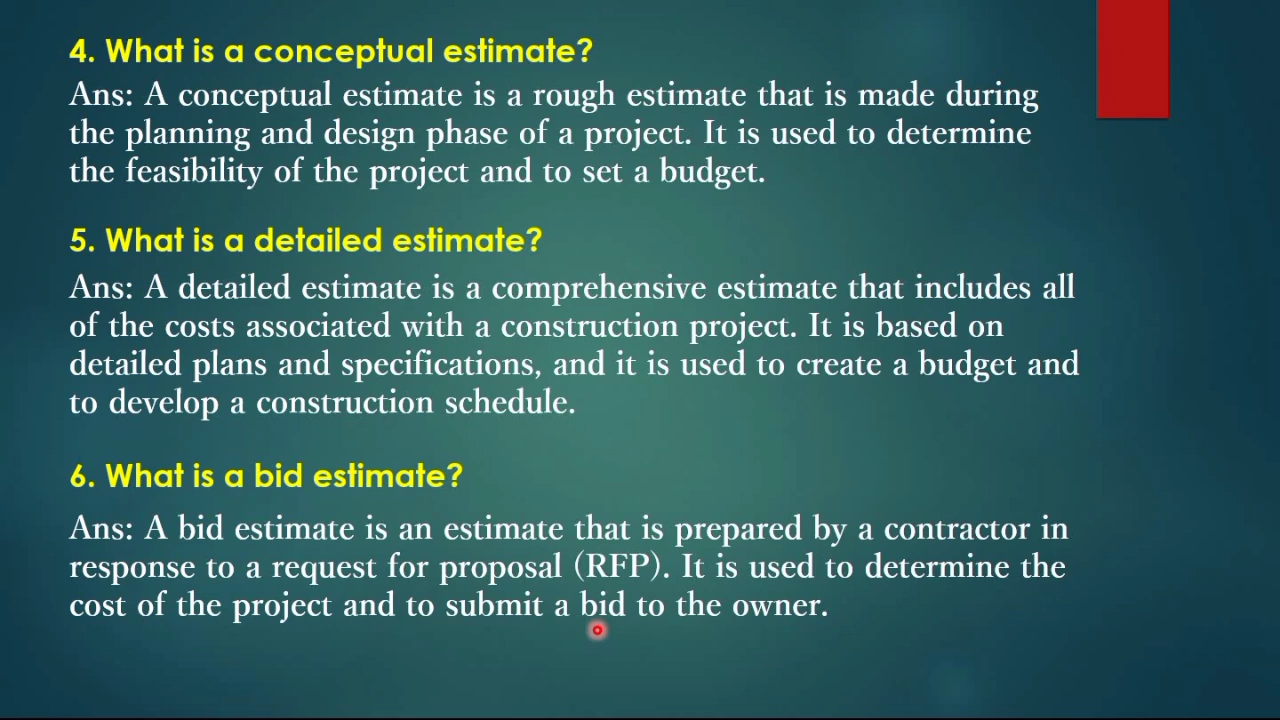 4. What is a conceptual estimate?
Ans: A conceptual estimate is a rough estimate that is made during
the planning and design phase of a project. It is used to determine
the feasibility of the project and to set a budget.
5. What is a detailed estimate?
Ans: A detailed estimate is a comprehensive estimate that includes all
of the costs associated with a construction project. It is based on
detailed plans and specifications, and it is used to create a budget and
to develop a construction schedule.
6. What is a bid estimate?
Ans: A bid estimate is an estimate that is prepared by a contractor in
response to a request for proposal (RFP). It is used to determine the
cost of the project and to submit a bid to the owner.